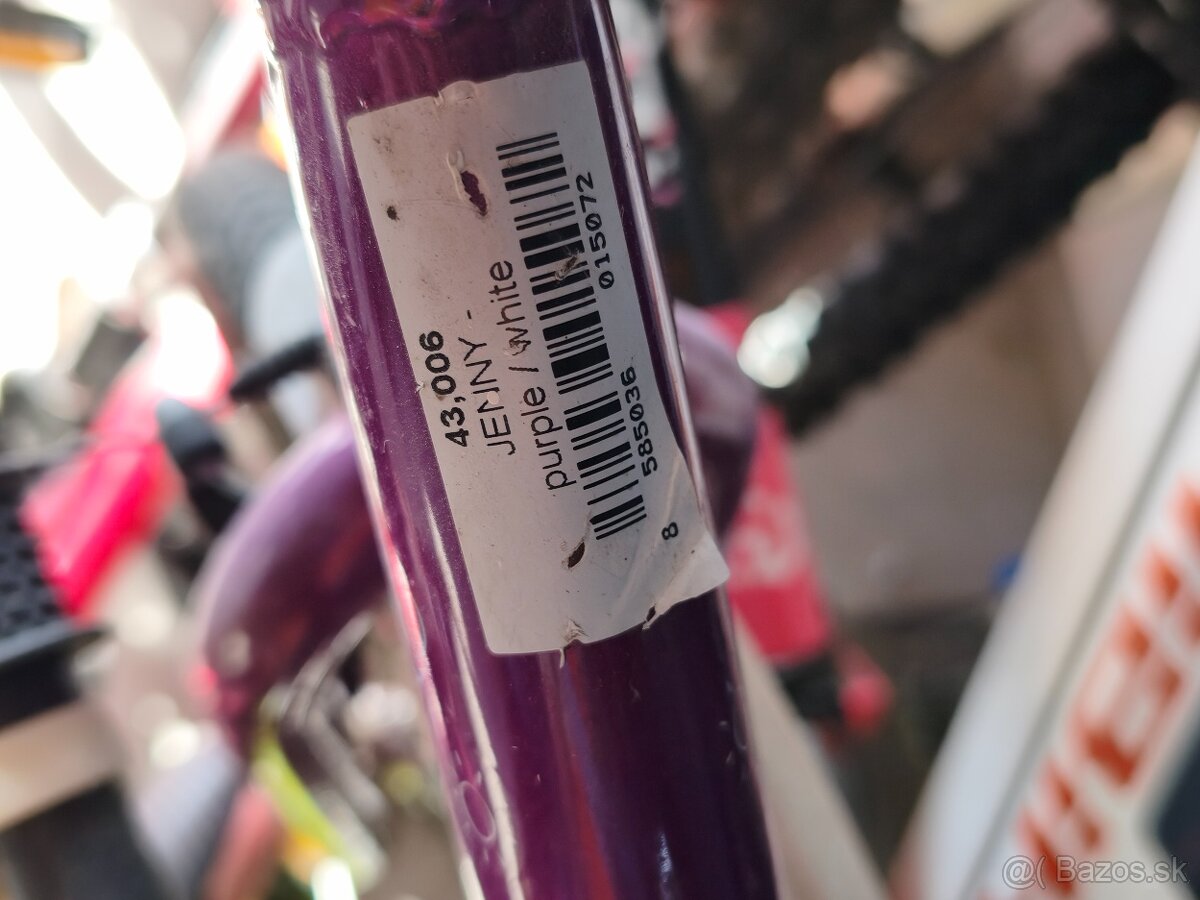 43,006
JENNY -
purple / white
8 585036 015072
@( Bazos.sk